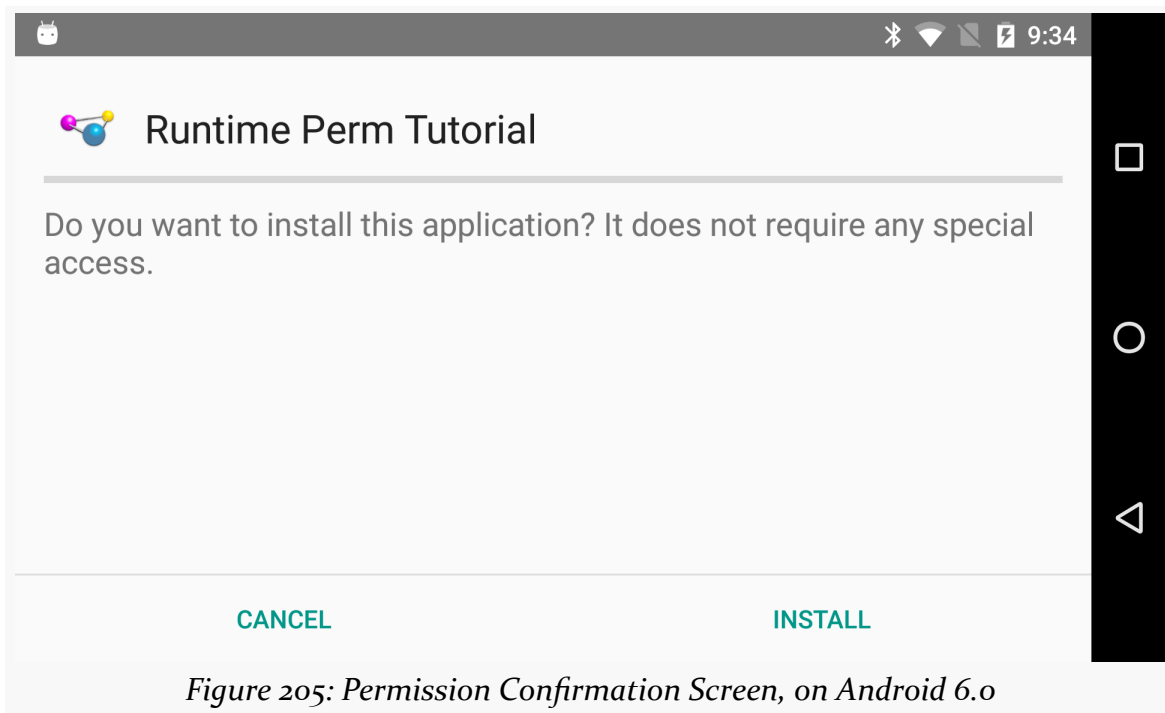 9:34
Runtime Perm Tutorial
Do you want to install this application? It does not require any special
access.
CANCEL INSTALL
Figure 205: Permission Confirmation Screen, on Android 6.0